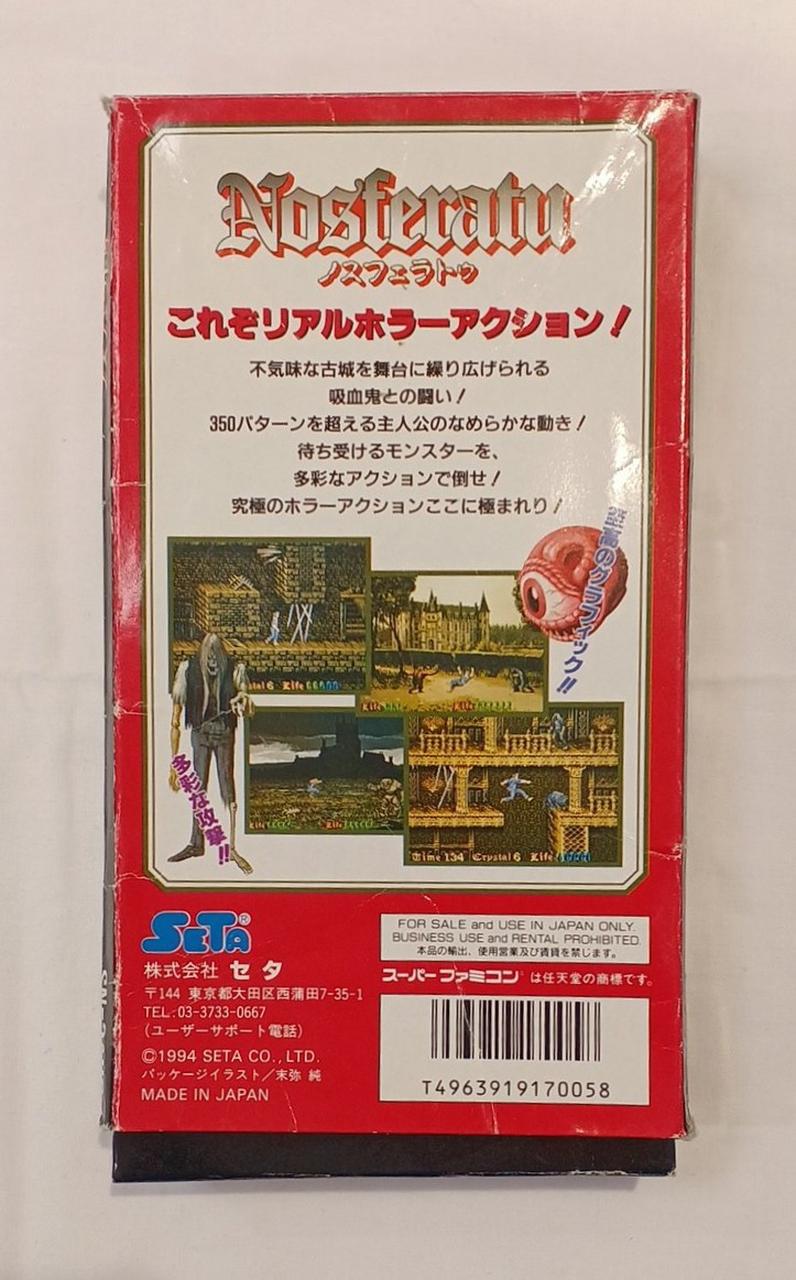 Nosferatu
ノスフェラトゥ
これぞリアルホラーアクション!
不気味な古城を舞台に繰り広げられる
吸血鬼との闘い!
350パターンを超える主人公のなめらかな動き!
待ち受けるモンスターを、
多彩なアクションで倒せ!
究極のホラーアクションここに極まれり!
のグラフィック!!
多彩な攻撃!!
Life
Life
Life
Life
Time 134 Crystal 6 Life
SETA®
株式会社 セタ
〒144 東京都大田区西蒲田7-35-1
TEL.03-3733-0667
(ユーザーサポート電話)
©1994 SETA CO., LTD.
パッケージイラスト/末弥 純
MADE IN JAPAN
FOR SALE and USE IN JAPAN ONLY.
BUSINESS USE and RENTAL PROHIBITED.
本品の輸出、使用営業及び賃貸を禁じます。
スーパーファミコン®は任天堂の商標です。
T4963919170058